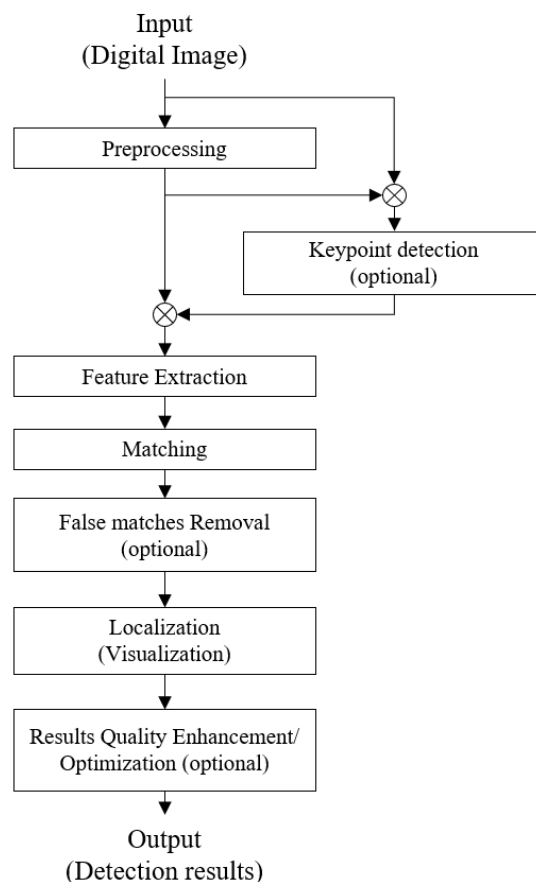 Input
(Digital Image)
Preprocessing
Keypoint detection
(optional)
Feature Extraction
Matching
False matches Removal
(optional)
Localization
(Visualization)
Results Quality Enhancement/
Optimization (optional)
Output
(Detection results)